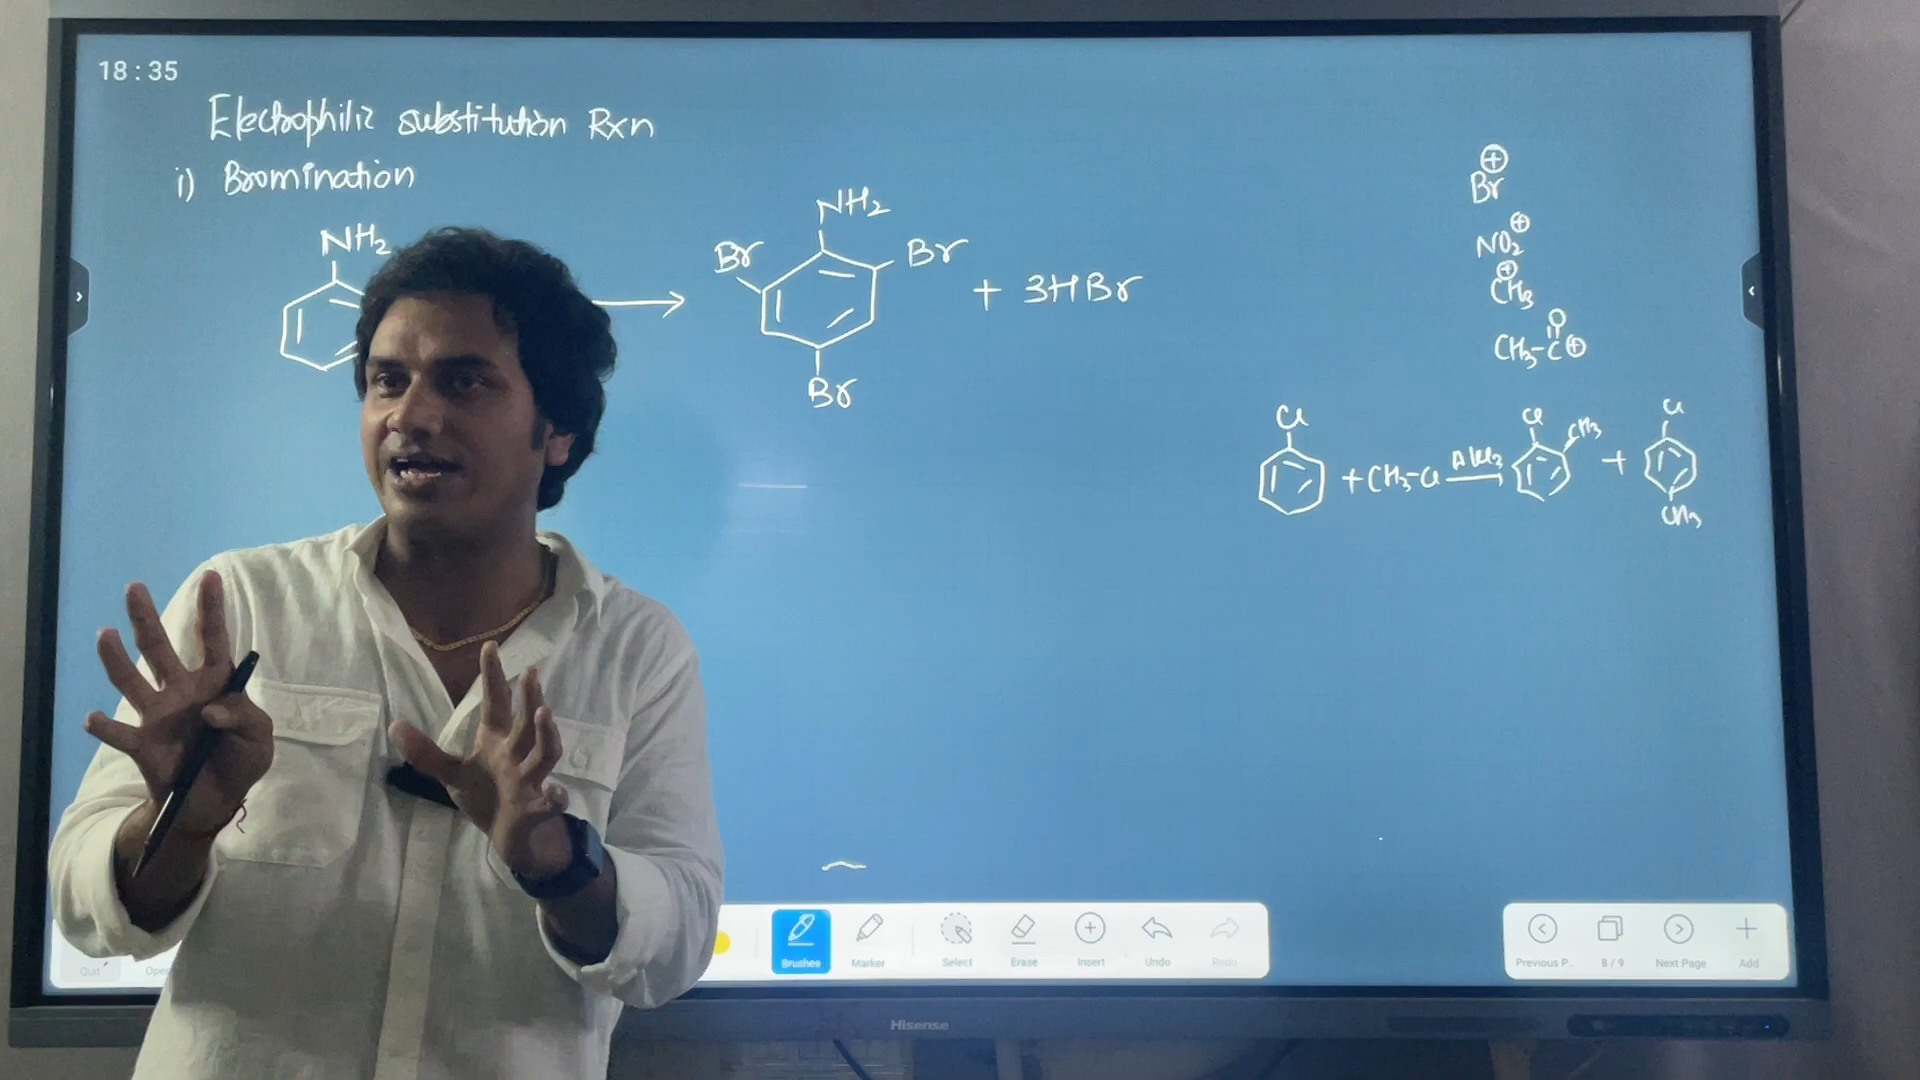 18 : 35
Electrophilic substitution Rxn
i) Bromination
NH2
NH2
Br
Br
Br
+ 3HBr
⊕
Br
⊕
NO2
⊕
CH3
O
CH3-C⊕
Cl
+ CH3-Cl
AlCl3
Cl
CH3
+
Cl
CH3
Quit
Brushes
Marker
Select
Erase
Insert
Undo
Redo
Previous P..
8 / 9
Next Page
Add
Hisense